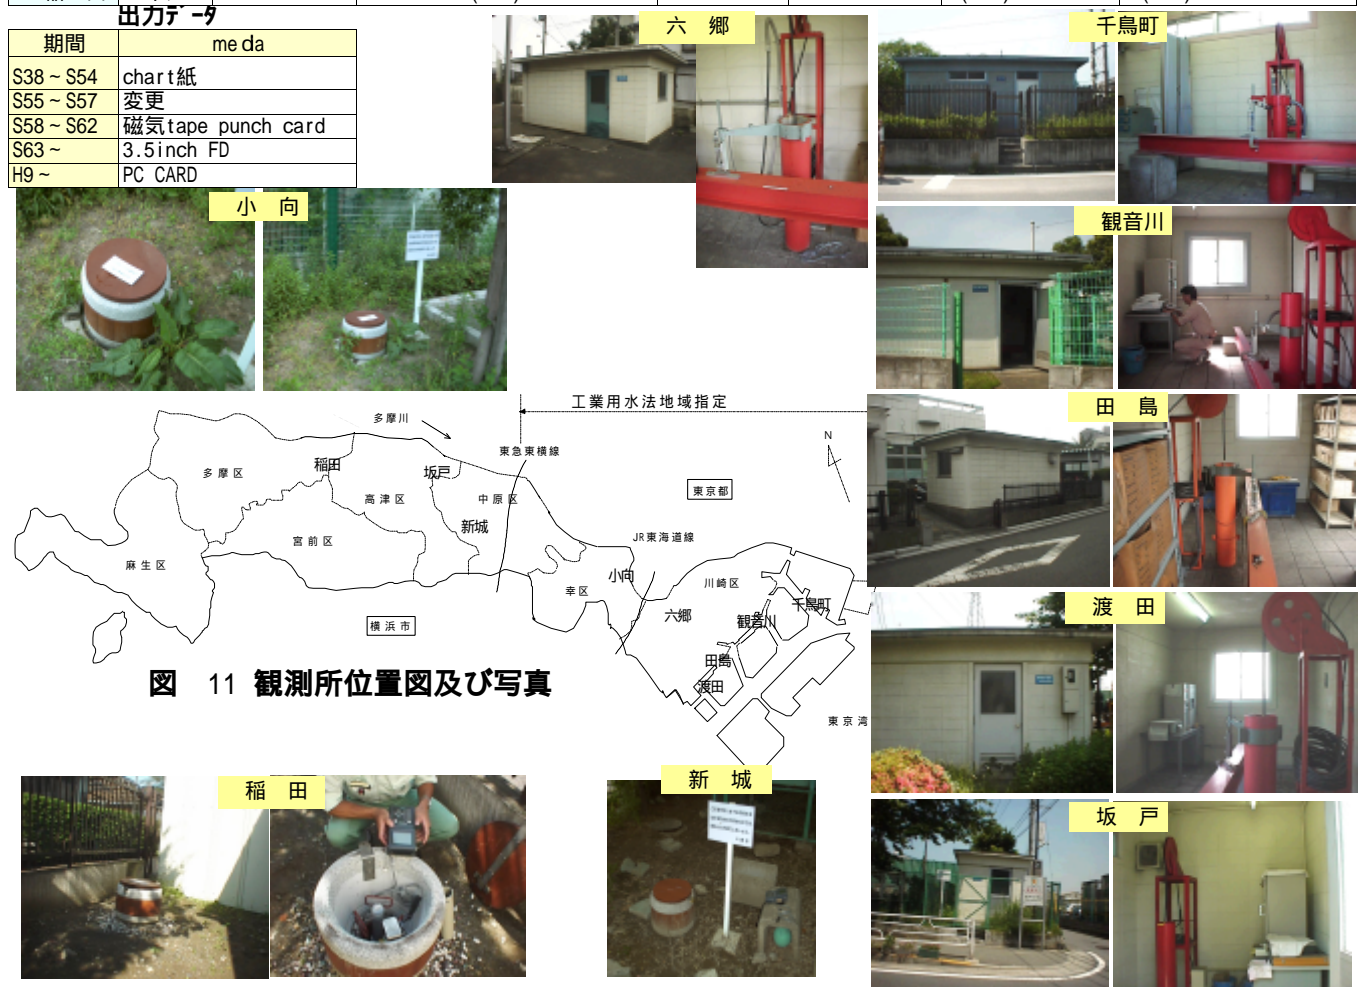 出力データ
期間 meda
S38～S54 chart紙
S55～S57 変更
S58～S62 磁気tape punch card
S63～ 3.5inch FD
H9～ PC CARD
六 郷
千鳥町
小 向
観音川
田 島
渡 田
坂 戸
稲 田
新 城
工業用水法地域指定
多摩川
東急東横線
N
多摩区
稲田
坂戸
高津区
中原区
東京都
新城
宮前区
JR東海道線
麻生区
小向
川崎区
幸区
千鳥町
六郷
観音川
横浜市
田島
渡田
東京湾
図 11 観測所位置図及び写真